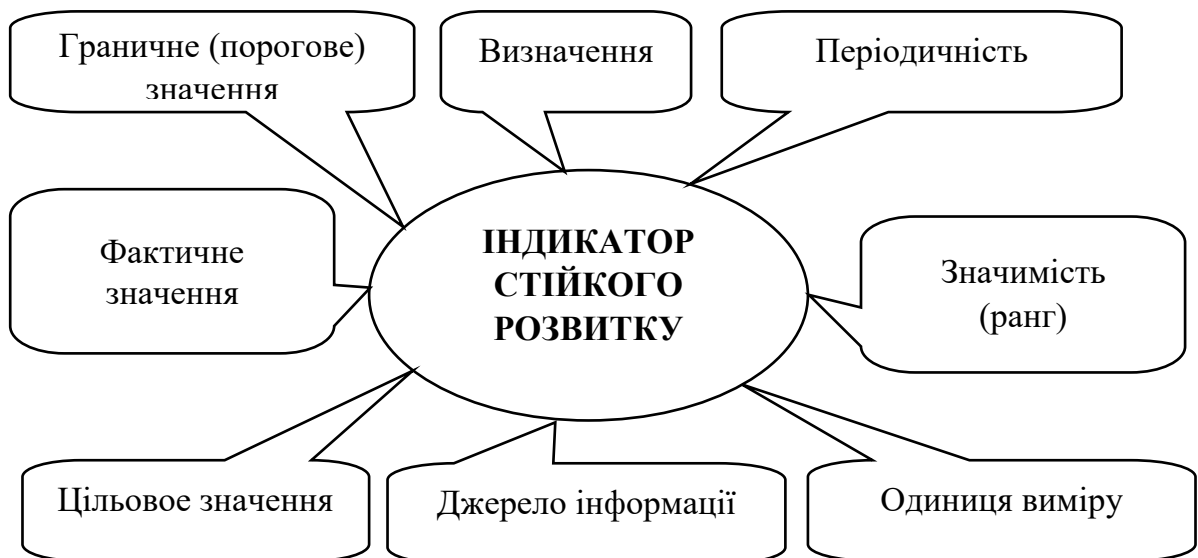 Граничне (порогове)
значення
Визначення
Періодичність
Фактичне
значення
ІНДИКАТОР
СТІЙКОГО
РОЗВИТКУ
Значимість
(ранг)
Цільовое значення
Джерело інформації
Одиниця виміру